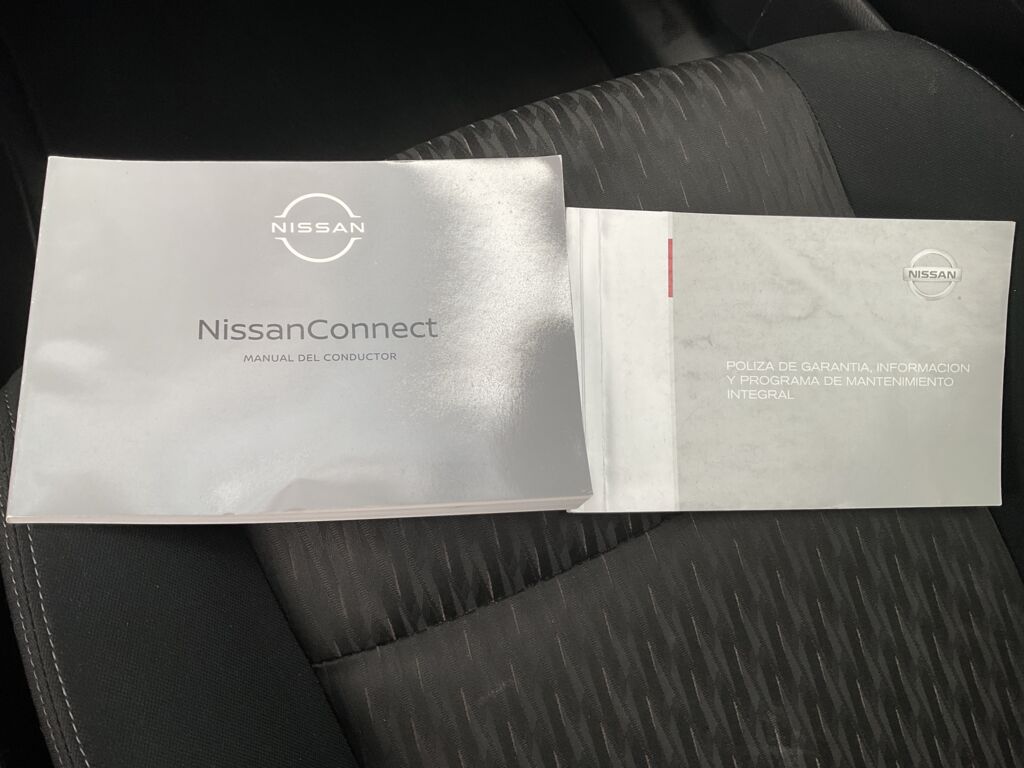 NISSAN
NissanConnect
MANUAL DEL CONDUCTOR
NISSAN
POLIZA DE GARANTIA, INFORMACION
Y PROGRAMA DE MANTENIMIENTO
INTEGRAL